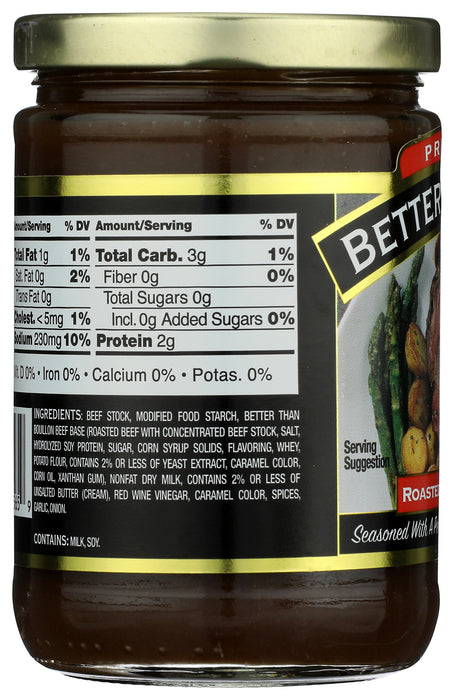 PR
BETTER
Amount/Serving % DV Amount/Serving % DV
Total Fat 1g 1% Total Carb. 3g 1%
Sat. Fat 0g 2% Fiber 0g 0%
Trans Fat 0g Total Sugars 0g
Cholest. <5mg 1% Incl. 0g Added Sugars 0%
Sodium 230mg 10% Protein 2g
Vit. D 0% • Iron 0% • Calcium 0% • Potas. 0%
INGREDIENTS: BEEF STOCK, MODIFIED FOOD STARCH, BETTER THAN
BOUILLON BEEF BASE (ROASTED BEEF WITH CONCENTRATED BEEF STOCK, SALT,
HYDROLYZED SOY PROTEIN, SUGAR, CORN SYRUP SOLIDS, FLAVORING, WHEY,
POTATO FLOUR, CONTAINS 2% OR LESS OF YEAST EXTRACT, CARAMEL COLOR,
CORN OIL, XANTHAN GUM), NONFAT DRY MILK, CONTAINS 2% OR LESS OF
UNSALTED BUTTER (CREAM), RED WINE VINEGAR, CARAMEL COLOR, SPICES,
GARLIC, ONION.
CONTAINS: MILK, SOY.
9
Serving
Suggestion
ROASTE
Seasoned With A P